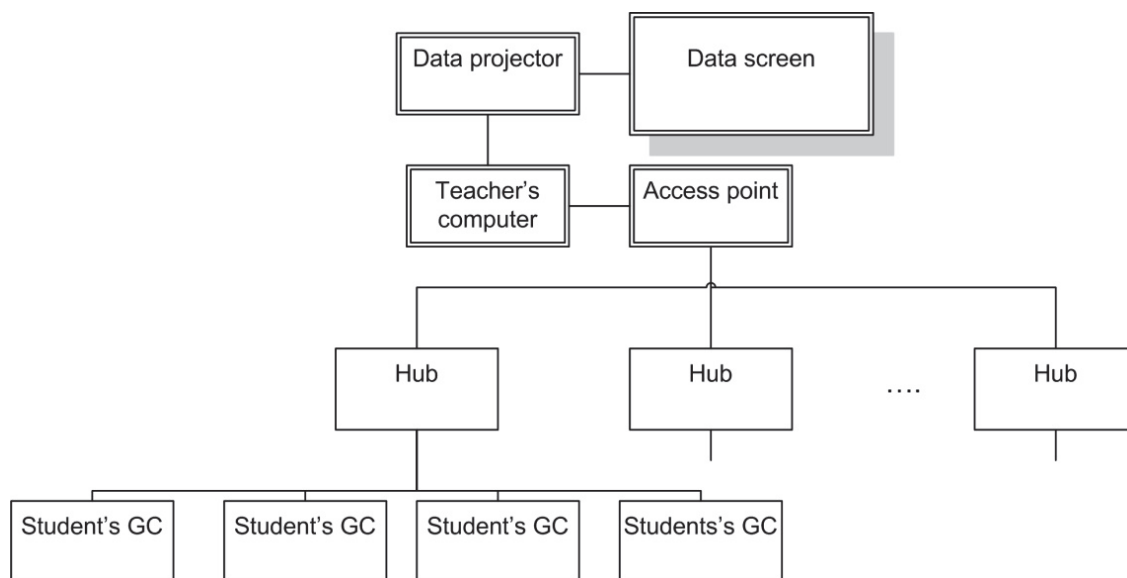 Data projector
Data screen
Teacher’s
computer
Access point
Hub
Hub
....
Hub
Student’s GC
Student’s GC
Student’s GC
Students’s GC